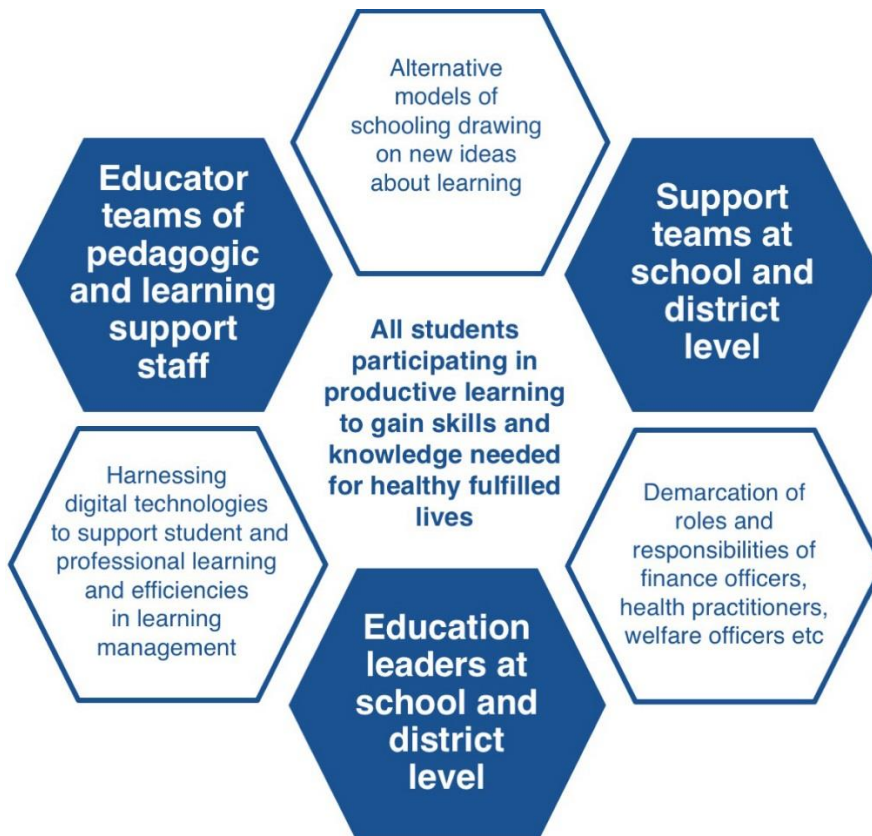 Alternative
models of
schooling drawing
on new ideas
about learning
Educator
teams of
pedagogic
and learning
support
staff
Support
teams at
school and
district
level
All students
participating in
productive learning
to gain skills and
knowledge needed
for healthy fulfilled
lives
Harnessing
digital technologies
to support student and
professional learning
and efficiencies
in learning
management
Demarcation of
roles and
responsibilities of
finance officers,
health practitioners,
welfare officers etc
Education
leaders at
school and
district
level